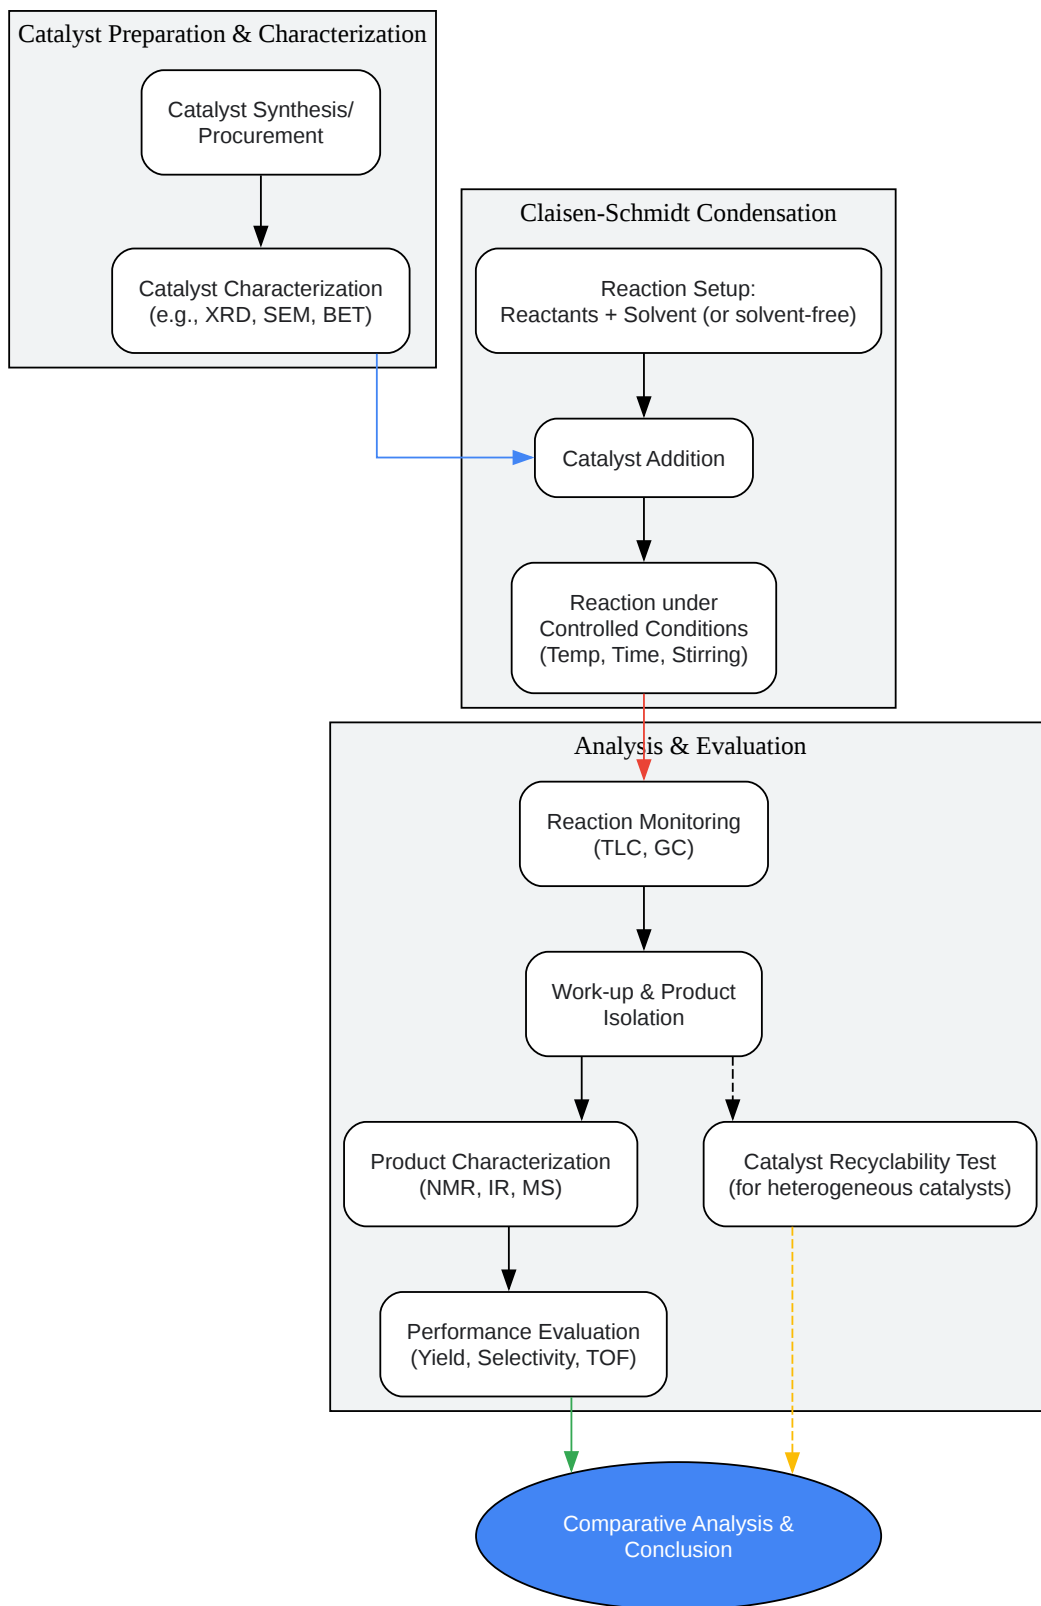 Catalyst Preparation & Characterization
Catalyst Synthesis/
Procurement
Catalyst Characterization
(e.g., XRD, SEM, BET)
Claisen-Schmidt Condensation
Reaction Setup:
Reactants + Solvent (or solvent-free)
Catalyst Addition
Reaction under
Controlled Conditions
(Temp, Time, Stirring)
Analysis & Evaluation
Reaction Monitoring
(TLC, GC)
Work-up & Product
Isolation
Product Characterization
(NMR, IR, MS)
Catalyst Recyclability Test
(for heterogeneous catalysts)
Performance Evaluation
(Yield, Selectivity, TOF)
Comparative Analysis &
Conclusion